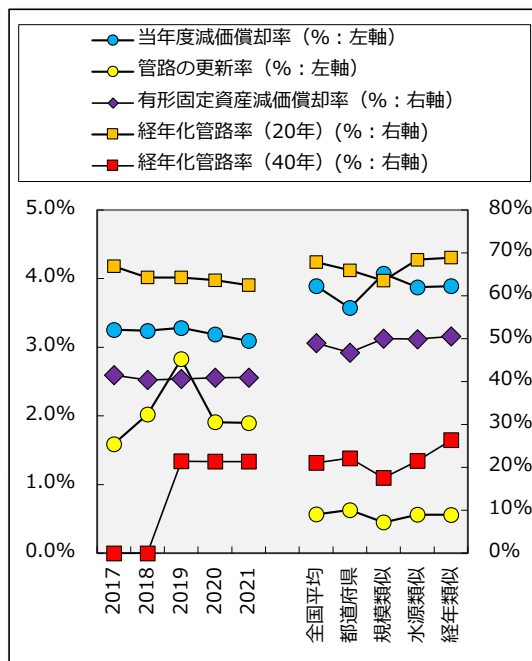 当年度減価償却率（%：左軸）
管路の更新率（%：左軸）
有形固定資産減価償却率（%：右軸）
経年化管路率（20年）(%：右軸)
経年化管路率（40年）(%：右軸)
5.0%
4.0%
3.0%
2.0%
1.0%
0.0%
80%
70%
60%
50%
40%
30%
20%
10%
0%
2017
2018
2019
2020
2021
全国平均
都道府県
規模類似
水源類似
経年類似